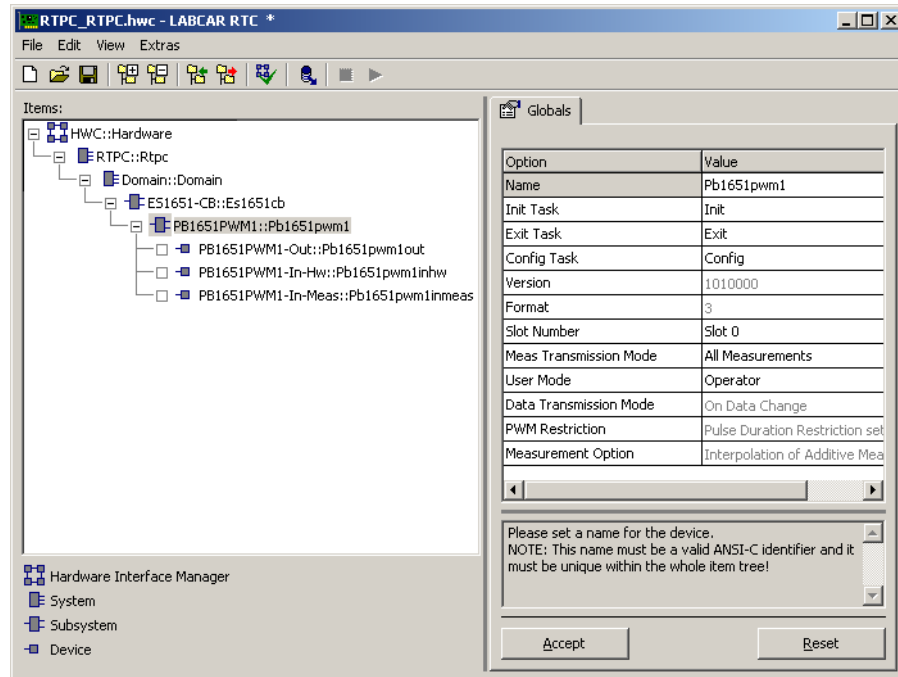 RTPC_RTPC.hwc - LABCAR RTC *
File Edit View Extras
Items:
HWC::Hardware
RTPC::Rtpc
Domain::Domain
ES1651-CB::Es1651cb
PB1651PWM1::Pb1651pwm1
PB1651PWM1-Out::Pb1651pwm1out
PB1651PWM1-In-Hw::Pb1651pwm1inhw
PB1651PWM1-In-Meas::Pb1651pwm1inmeas
Hardware Interface Manager
System
Subsystem
Device
Globals
Option Value
Name Pb1651pwm1
Init Task Init
Exit Task Exit
Config Task Config
Version 1010000
Format 3
Slot Number Slot 0
Meas Transmission Mode All Measurements
User Mode Operator
Data Transmission Mode On Data Change
PWM Restriction Pulse Duration Restriction set
Measurement Option Interpolation of Additive Mea
Please set a name for the device.
NOTE: This name must be a valid ANSI-C identifier and it
must be unique within the whole item tree!
Accept Reset